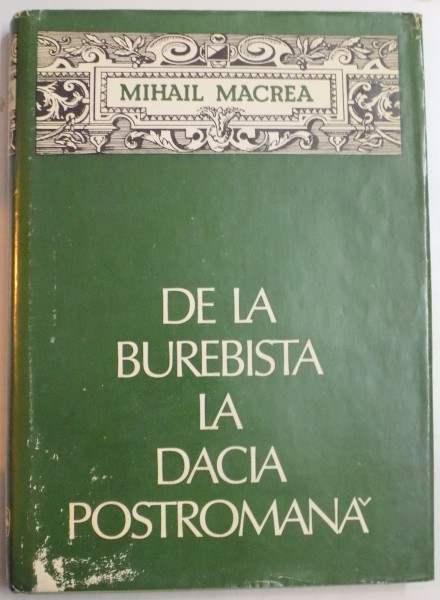 MIHAIL MACREA
DE LA
BUREBISTA
LA
DACIA
POSTROMANĂ